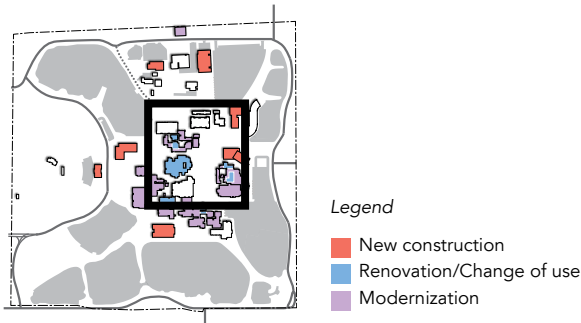 Legend
New construction
Renovation/Change of use
Modernization